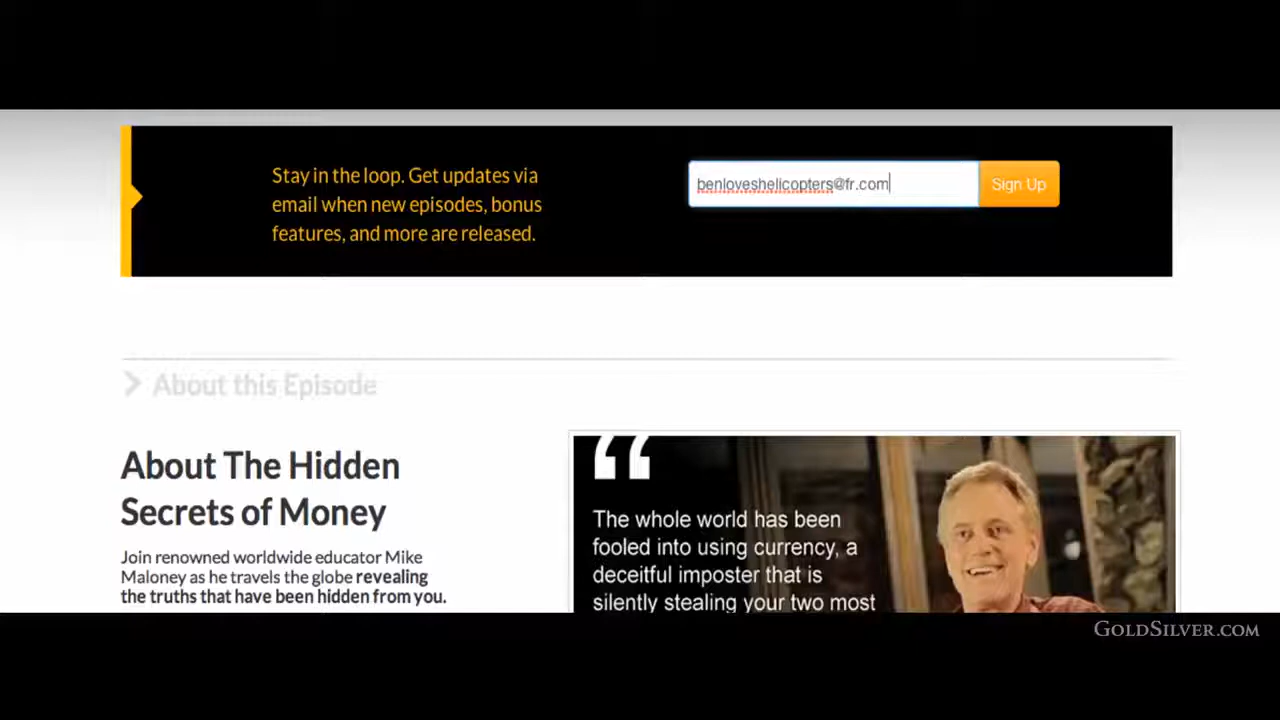 Stay in the loop. Get updates via
email when new episodes, bonus
features, and more are released.
benloveshelicopters@fr.com
Sign Up
About this Episode
About The Hidden
Secrets of Money
Join renowned worldwide educator Mike
Maloney as he travels the globe revealing
the truths that have been hidden from you.
“
The whole world has been
fooled into using currency, a
deceitful imposter that is
silently stealing your two most
GOLDSILVER.COM